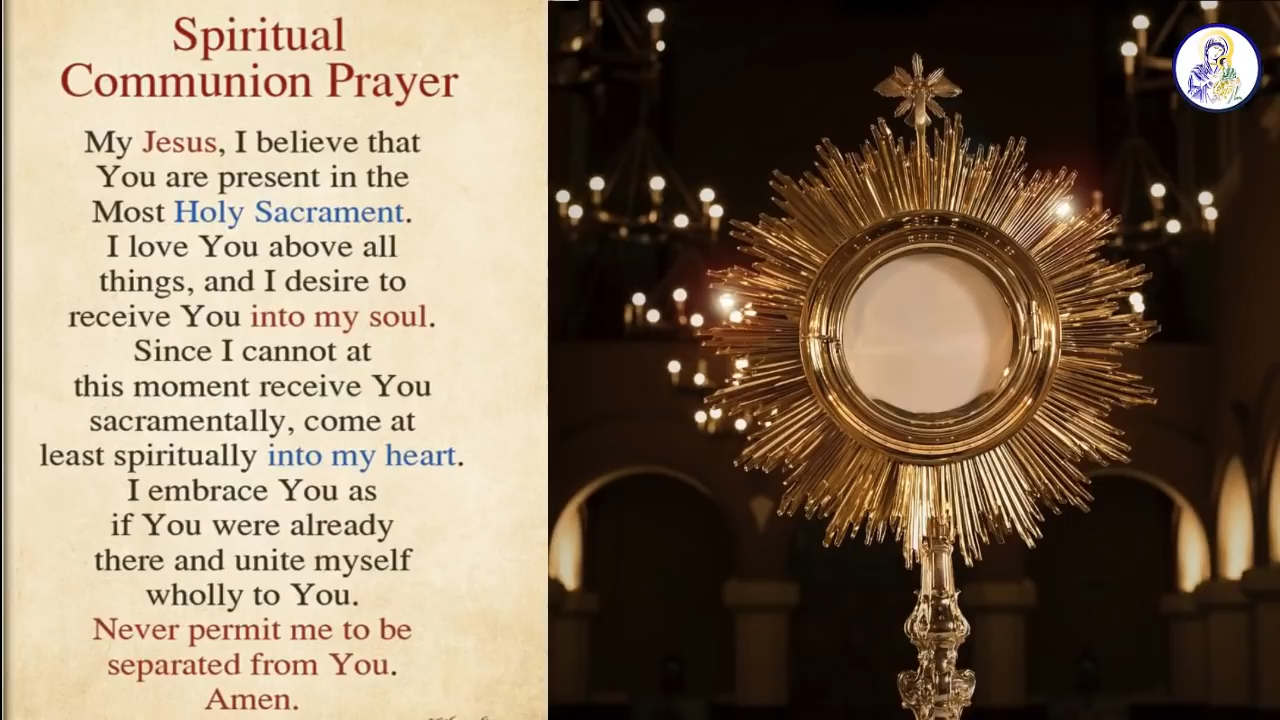 Spiritual
Communion Prayer
My Jesus, I believe that
You are present in the
Most Holy Sacrament.
I love You above all
things, and I desire to
receive You into my soul.
Since I cannot at
this moment receive You
sacramentally, come at
least spiritually into my heart.
I embrace You as
if You were already
there and unite myself
wholly to You.
Never permit me to be
separated from You.
Amen.